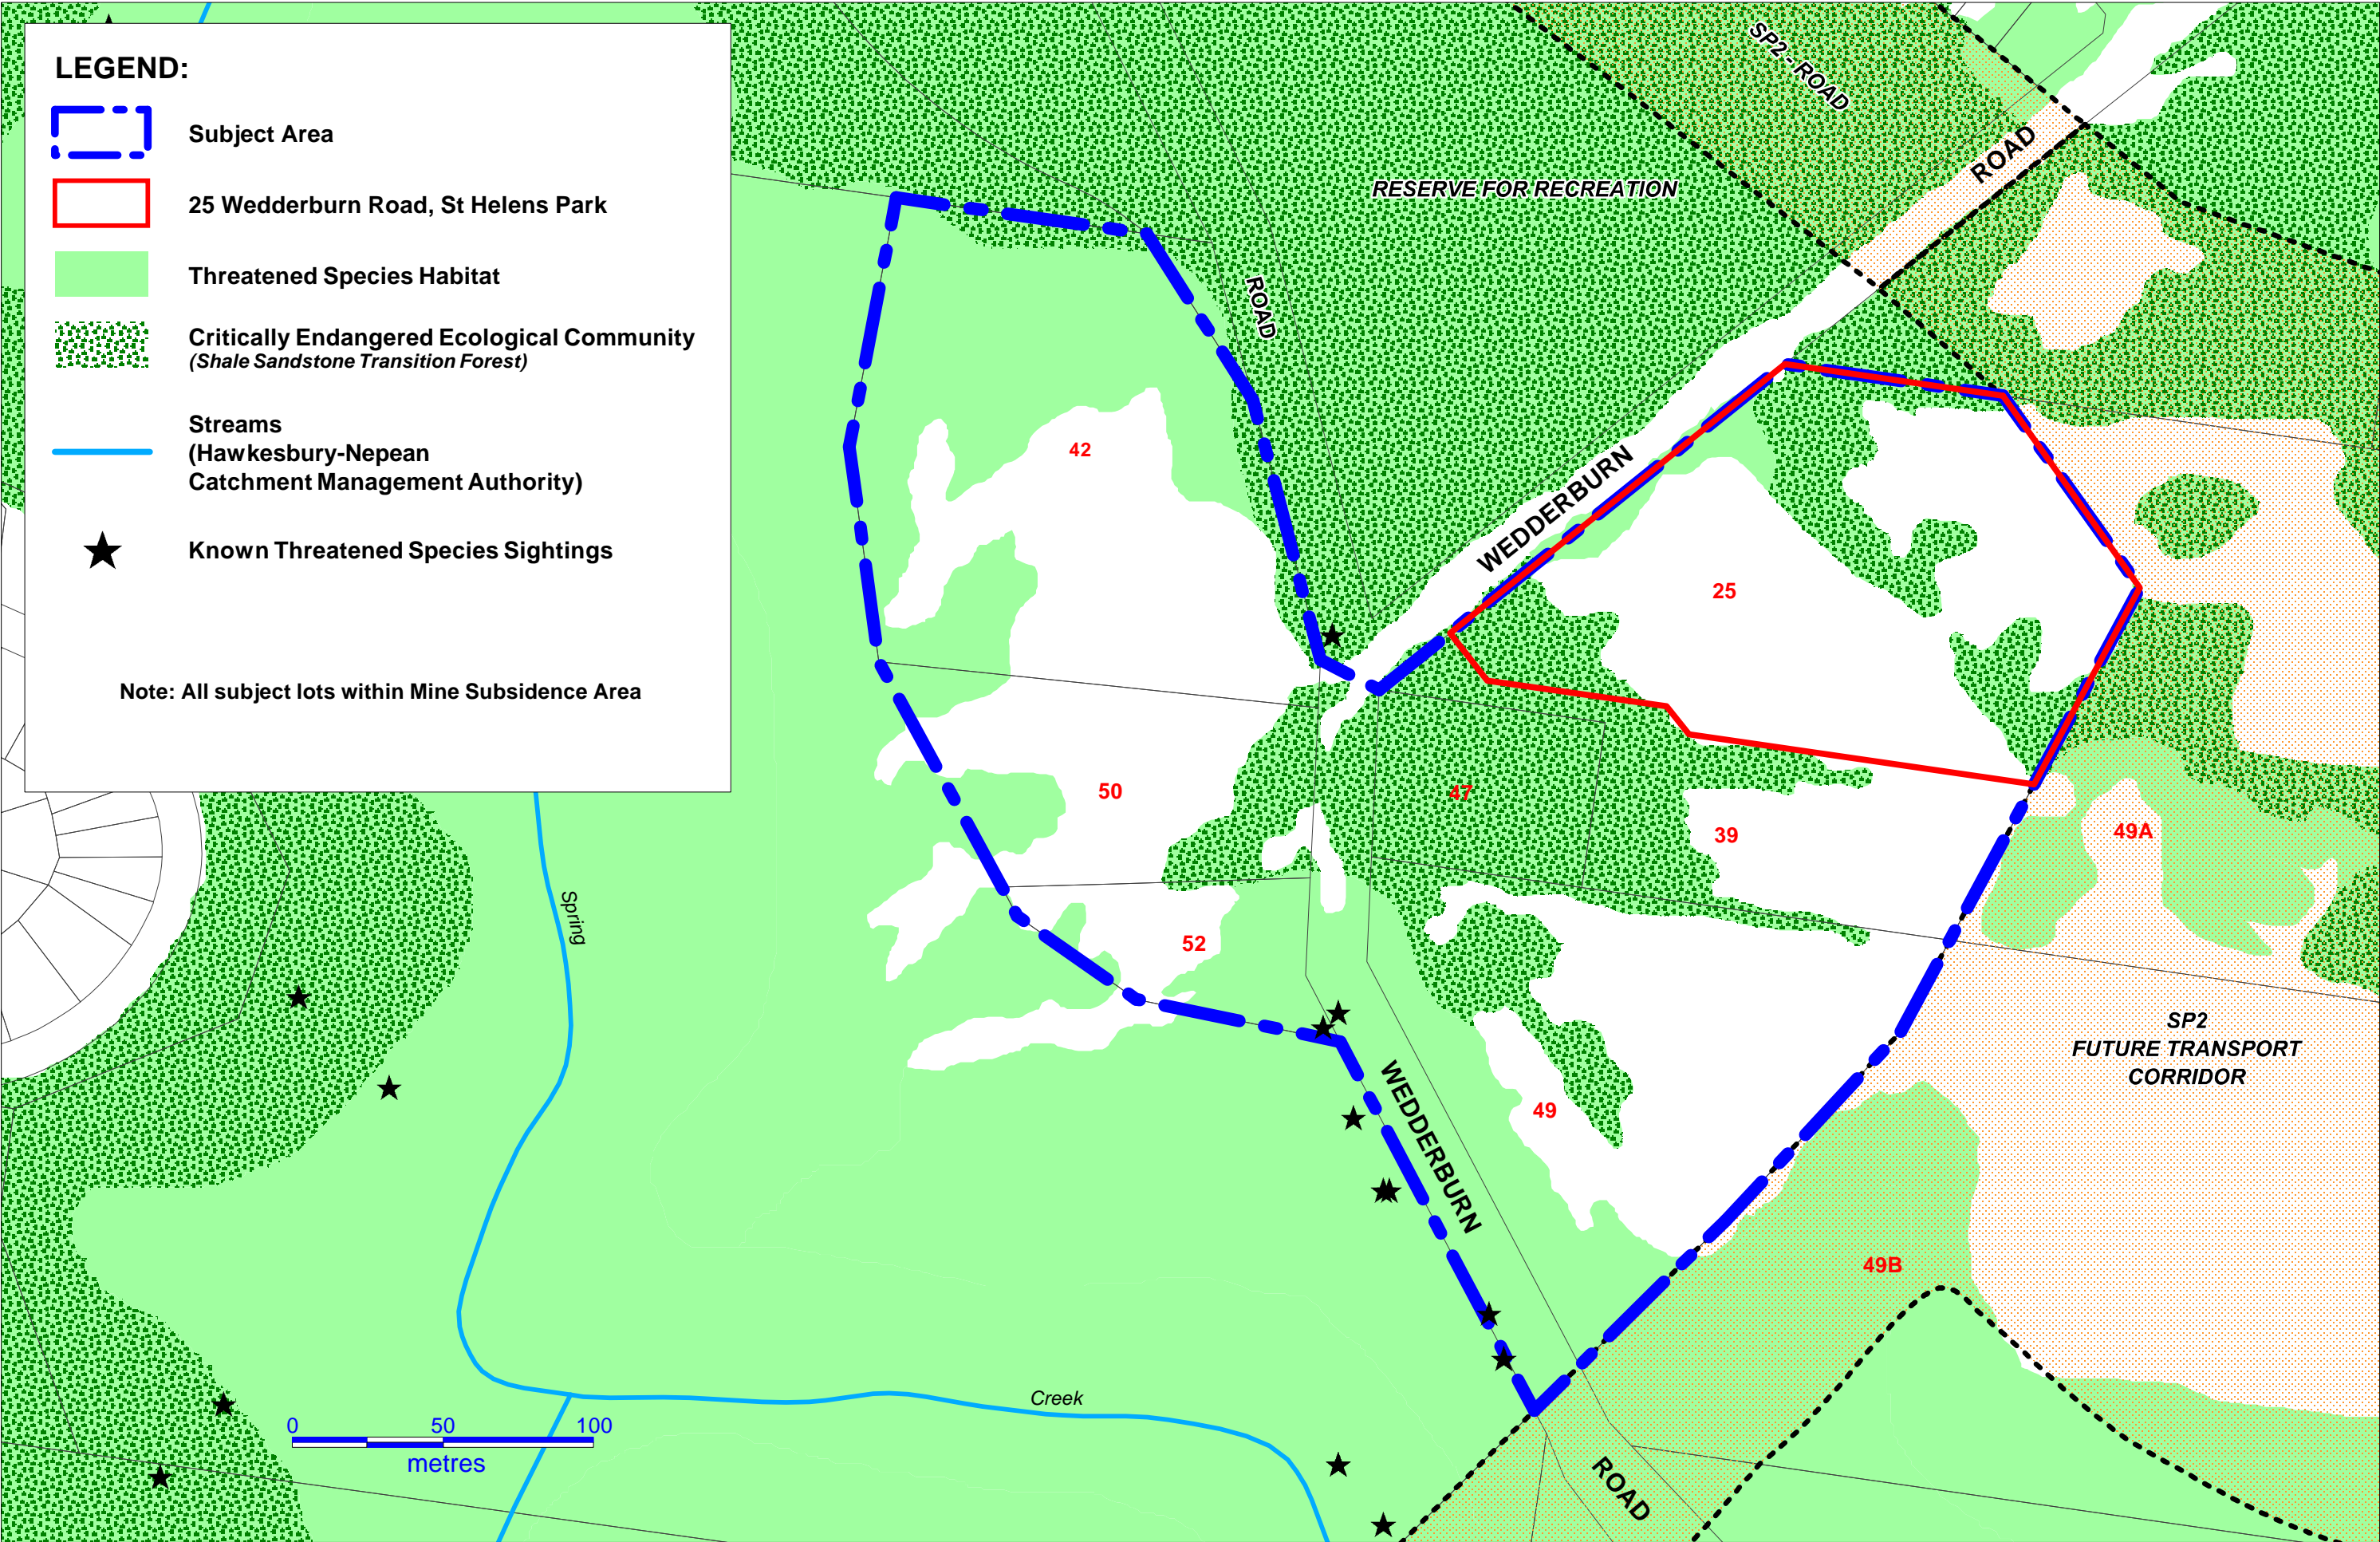 LEGEND:
Subject Area
25 Wedderburn Road, St Helens Park
Threatened Species Habitat
Critically Endangered Ecological Community
(Shale Sandstone Transition Forest)
Streams
(Hawkesbury-Nepean
Catchment Management Authority)
Known Threatened Species Sightings
Note: All subject lots within Mine Subsidence Area
SP2 - ROAD
ROAD
RESERVE FOR RECREATION
ROAD
WEDDERBURN
42
25
50
47
39
49A
52
Spring
SP2
FUTURE TRANSPORT
CORRIDOR
WEDDERBURN
49
49B
Creek
0 50 100
metres
ROAD